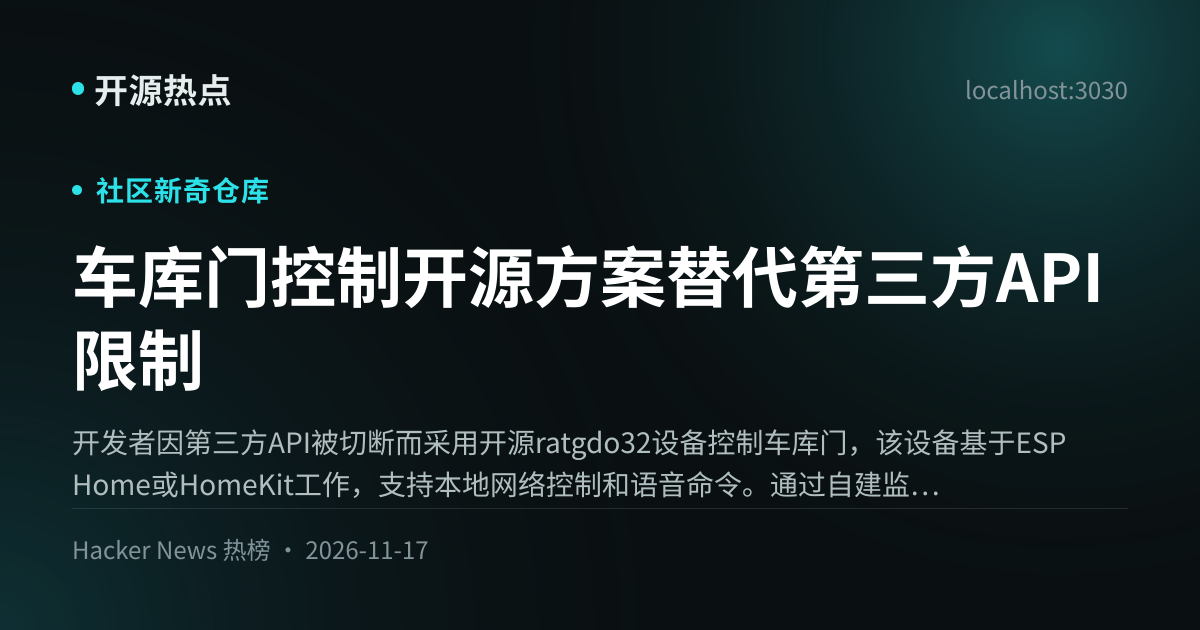 开源热点
localhost:3030
社区新奇仓库
车库门控制开源方案替代第三方API
限制
开发者因第三方API被切断而采用开源ratgdo32设备控制车库门，该设备基于ESP
Home或HomeKit工作，支持本地网络控制和语音命令。通过自建监…
Hacker News 热榜 • 2026-11-17